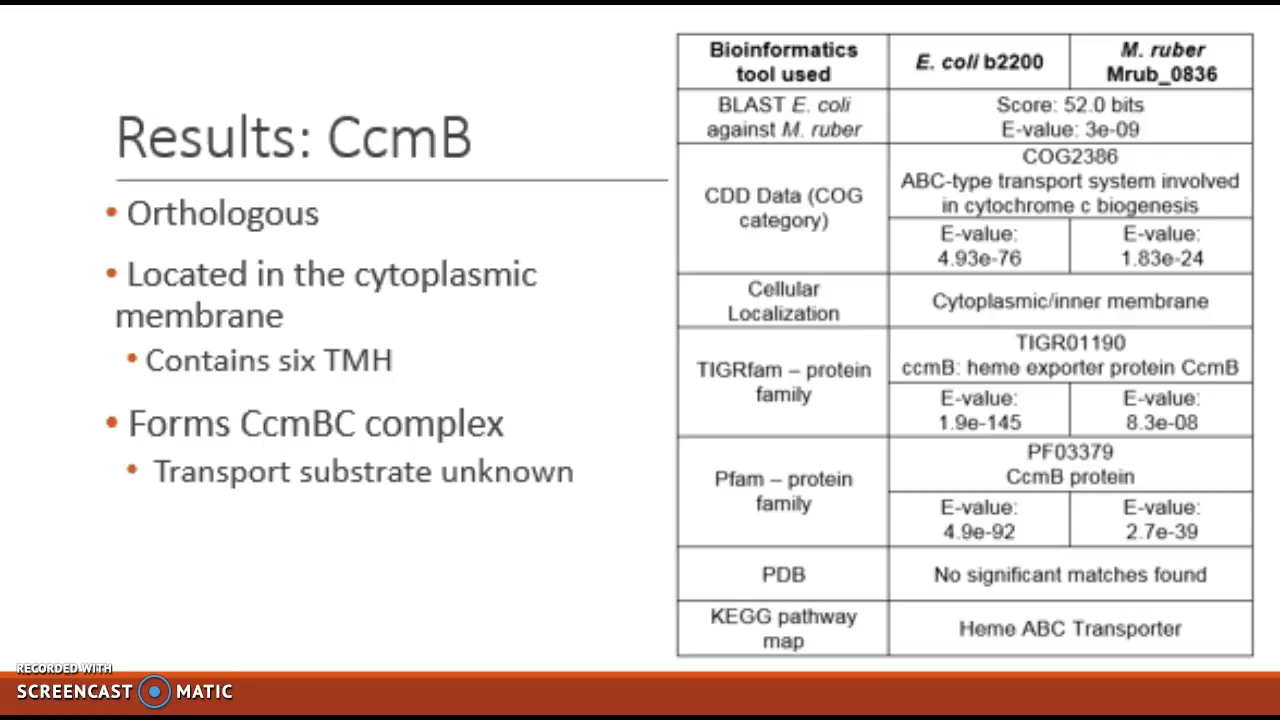 Results: CcmB
• Orthologous
• Located in the cytoplasmic
membrane
• Contains six TMH
• Forms CcmBC complex
• Transport substrate unknown
Bioinformatics
tool used
E. coli b2200
M. ruber
Mrub_0836
BLAST E. coli
against M. ruber
Score: 52.0 bits
E-value: 3e-09
CDD Data (COG
category)
COG2386
ABC-type transport system involved
in cytochrome c biogenesis
E-value:
4.93e-76
E-value:
1.83e-24
Cellular
Localization
Cytoplasmic/inner membrane
TIGRfam – protein
family
TIGR01190
ccmB: heme exporter protein CcmB
E-value:
1.9e-145
E-value:
8.3e-08
Pfam – protein
family
PF03379
CcmB protein
E-value:
4.9e-92
E-value:
2.7e-39
PDB
No significant matches found
KEGG pathway
map
Heme ABC Transporter
RECORDED WITH
SCREENCAST MATIC